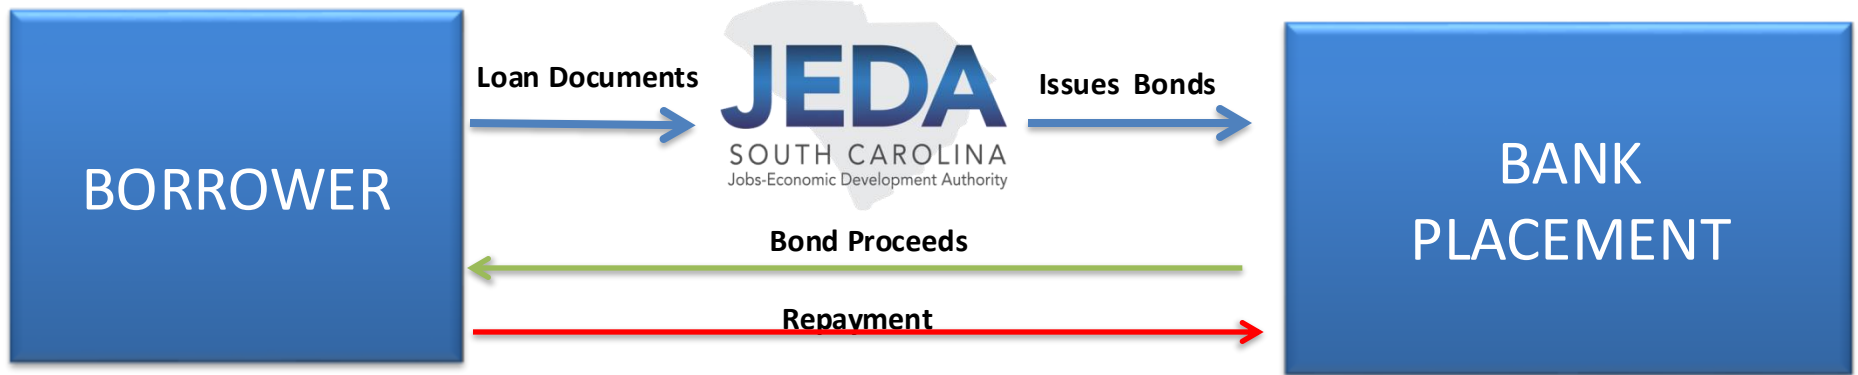 BORROWER
Loan Documents
JEDA
SOUTH CAROLINA
Jobs-Economic Development Authority
Issues Bonds
Bond Proceeds
Repayment
BANK
PLACEMENT